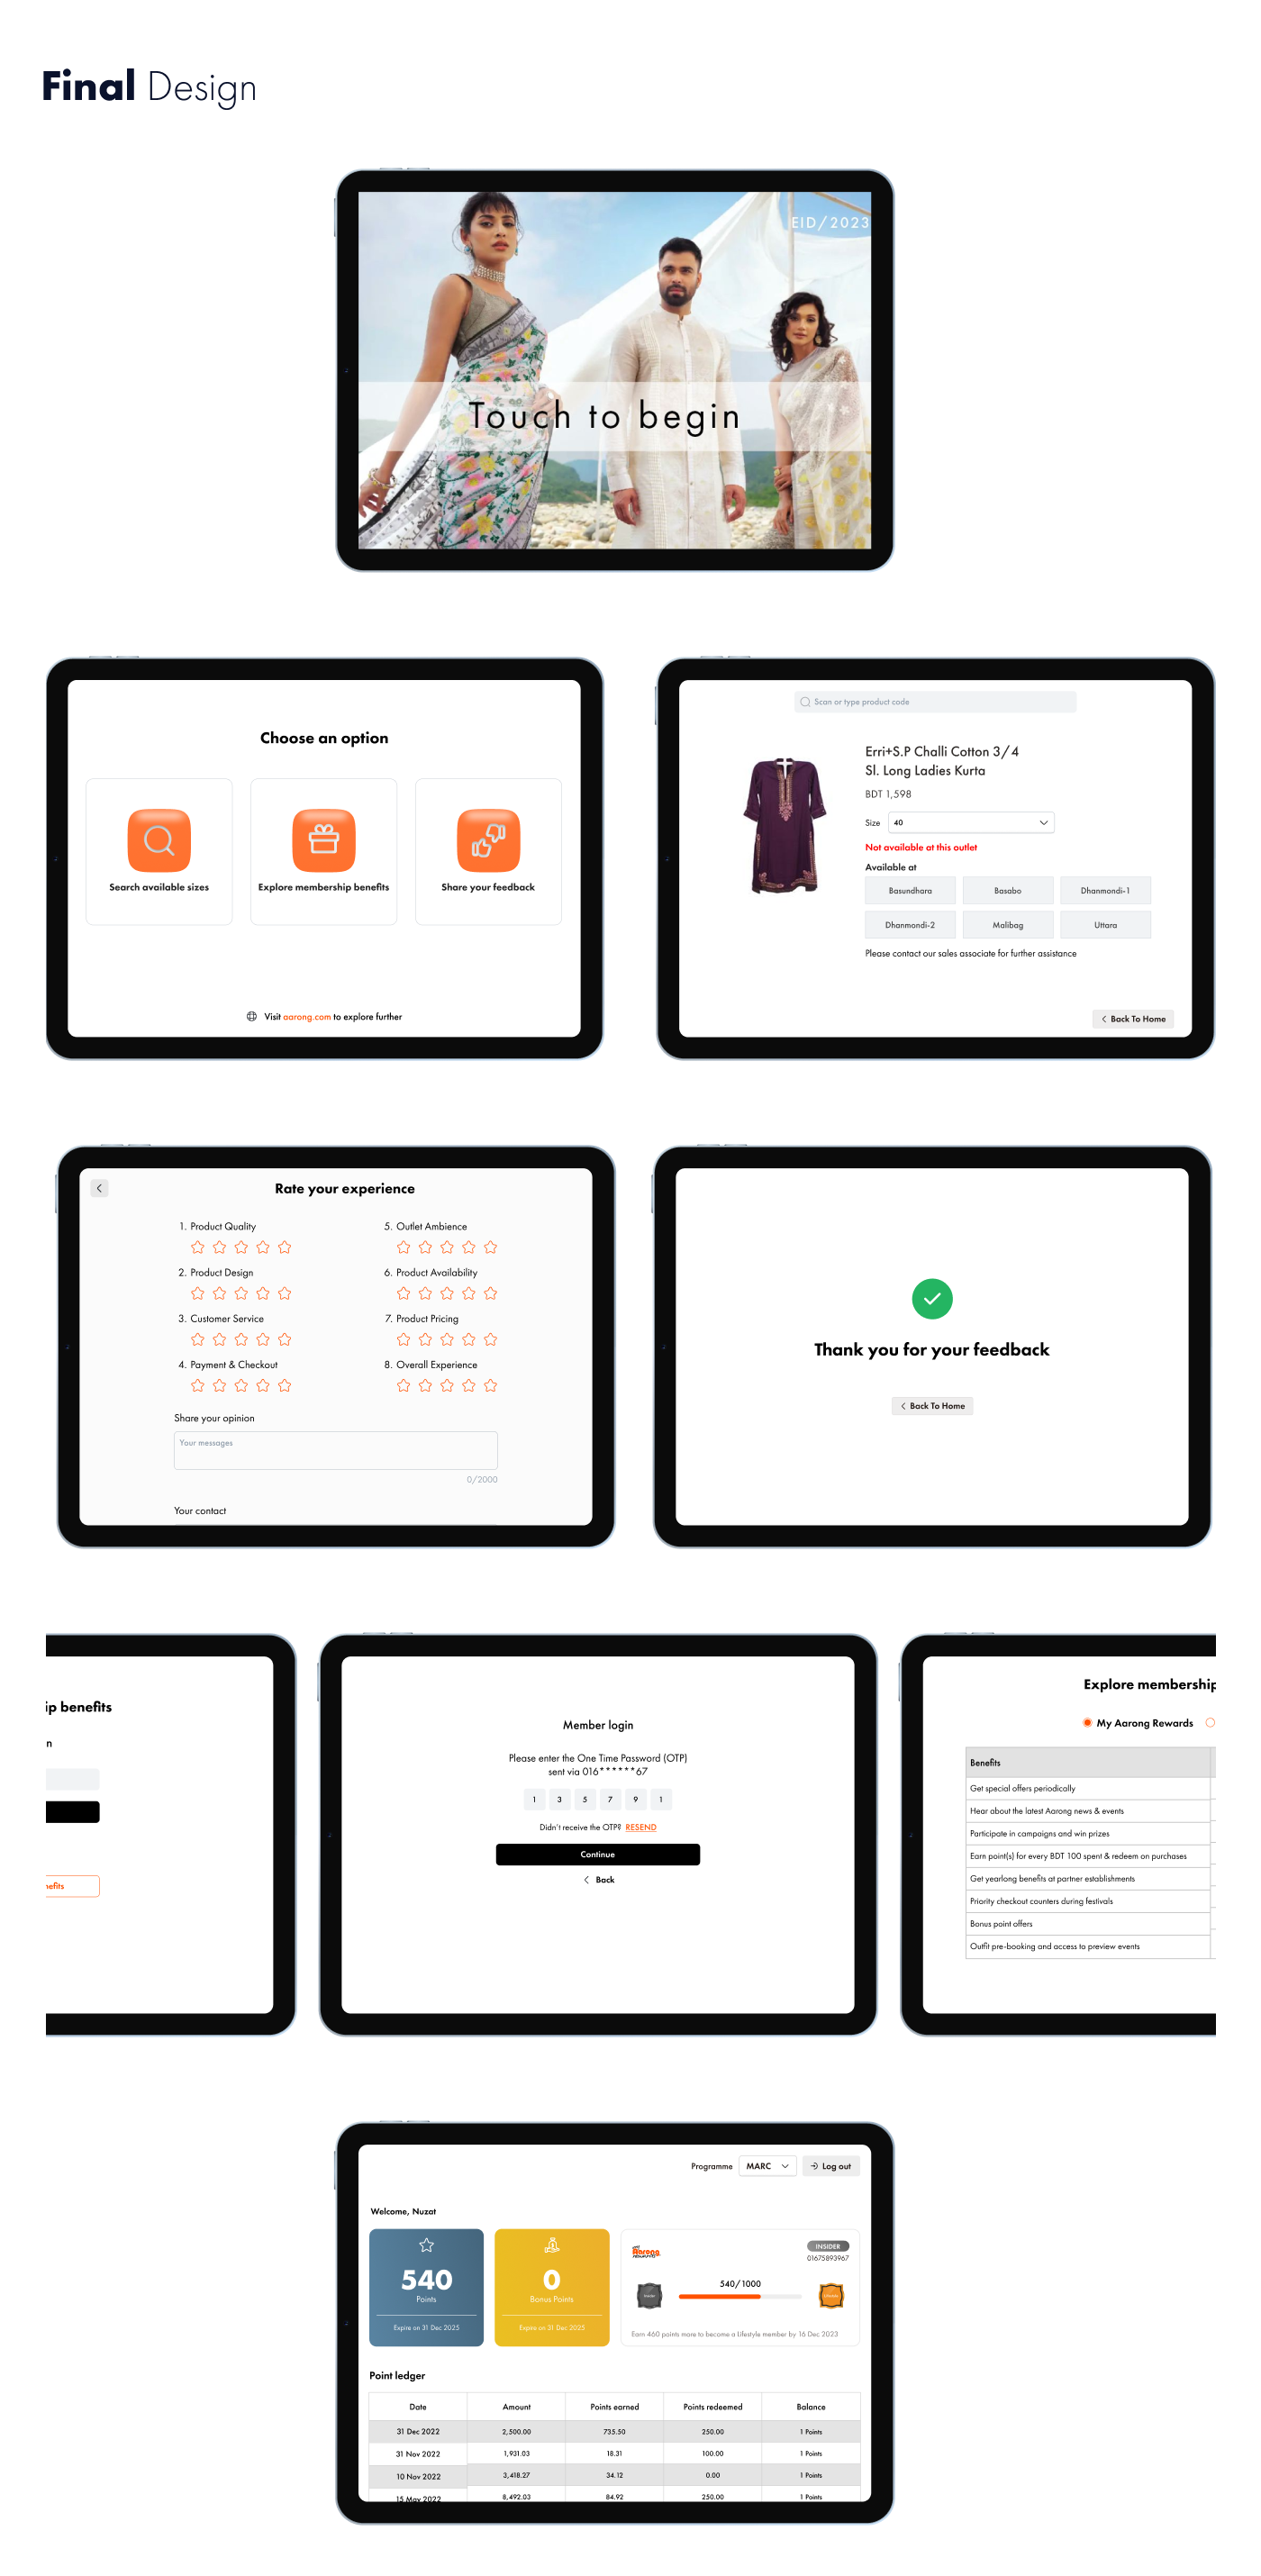 Final Design
EID/2023
Touch to begin
Choose an option
Search available sizes
Explore membership benefits
Share your feedback
Visit aarong.com to explore further
Scan or type product code
Erri+S.P Challi Cotton 3/4
Sl. Long Ladies Kurta
BDT 1,598
Size 40
Not available at this outlet
Available at
Basundhara Basabo Dhanmondi-1
Dhanmondi-2 Malibag Uttara
Please contact our sales associate for further assistance
Back To Home
Rate your experience
1. Product Quality
2. Product Design
3. Customer Service
4. Payment & Checkout
5. Outlet Ambience
6. Product Availability
7. Product Pricing
8. Overall Experience
Share your opinion
Your messages
0/2000
Your contact
Thank you for your feedback
Back To Home
ip benefits
n
nefits
Member login
Please enter the One Time Password (OTP)
sent via 016******67
1 3 5 7 9 1
Didn't receive the OTP? RESEND
Continue
Back
Explore membership
My Aarong Rewards
Benefits
Get special offers periodically
Hear about the latest Aarong news & events
Participate in campaigns and win prizes
Earn point(s) for every BDT 100 spent & redeem on purchases
Get yearlong benefits at partner establishments
Priority checkout counters during festivals
Bonus point offers
Outfit pre-booking and access to preview events
Programme MARC Log out
Welcome, Nuzat
540
Points
Expire on 31 Dec 2025
0
Bonus Points
Expire on 31 Dec 2025
Aarong
INSIDER
01675893967
540/1000
Earn 460 points more to become a Lifestyle member by 16 Dec 2023
Point ledger
Date Amount Points earned Points redeemed Balance
31 Dec 2022 2,500.00 735.50 250.00 1 Points
31 Nov 2022 1,931.03 18.31 100.00 1 Points
10 Nov 2022 3,418.27 34.12 0.00 1 Points
15 May 2022 8,492.03 84.92 250.00 1 Points